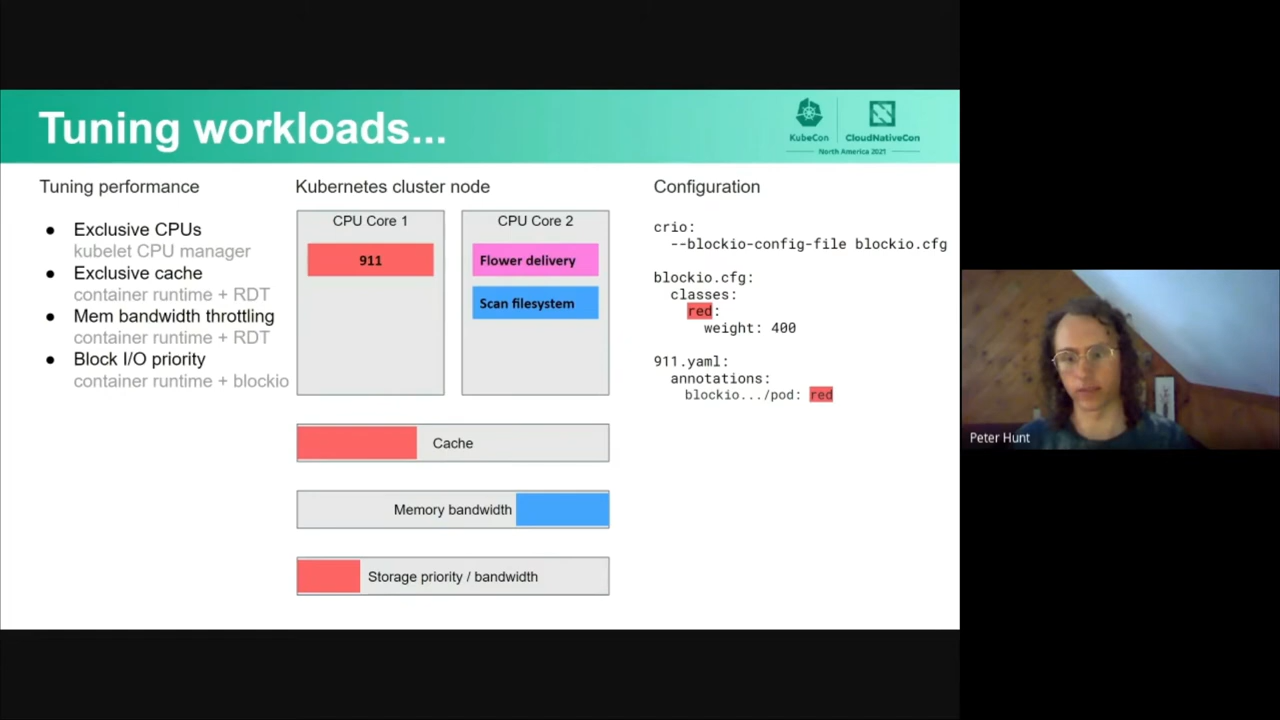 Tuning workloads...
KubeCon
CloudNativeCon
North America 2021
Tuning performance
● Exclusive CPUs
kubelet CPU manager
● Exclusive cache
container runtime + RDT
● Mem bandwidth throttling
container runtime + RDT
● Block I/O priority
container runtime + blockio
Kubernetes cluster node
CPU Core 1
911
CPU Core 2
Flower delivery
Scan filesystem
Cache
Memory bandwidth
Storage priority / bandwidth
Configuration
crio:
--blockio-config-file blockio.cfg
blockio.cfg:
classes:
red:
weight: 400
911.yaml:
annotations:
blockio.../pod: red
Peter Hunt